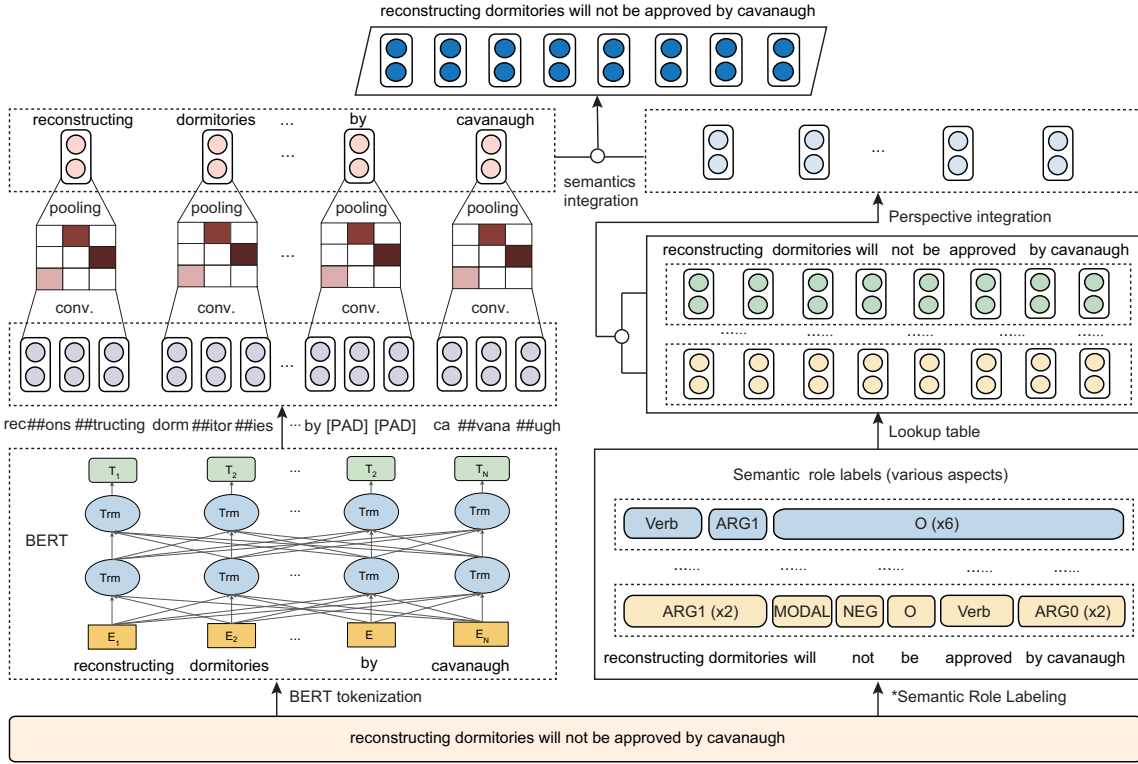 reconstructing dormitories will not be approved by cavanaugh
reconstructing dormitories ... by cavanaugh
...
pooling pooling pooling pooling
...
conv. conv. conv. conv.
...
rec##ons ##tructing dorm ##itor ##ies ... by [PAD] [PAD] ca ##vana ##ugh
BERT
T1 T2 ... T2 TN
Trm Trm ... Trm Trm
Trm Trm ... Trm Trm
E1 E2 ... E EN
reconstructing dormitories by cavanaugh
BERT tokenization
semantics
integration
...
Perspective integration
reconstructing dormitories will not be approved by cavanaugh
...... ...... ...... ...... ......
Lookup table
Semantic role labels (various aspects)
Verb ARG1 O (x6)
...... ...... ...... ...... ......
ARG1 (x2) MODAL NEG O Verb ARG0 (x2)
reconstructing dormitories will not be approved by cavanaugh
*Semantic Role Labeling
reconstructing dormitories will not be approved by cavanaugh